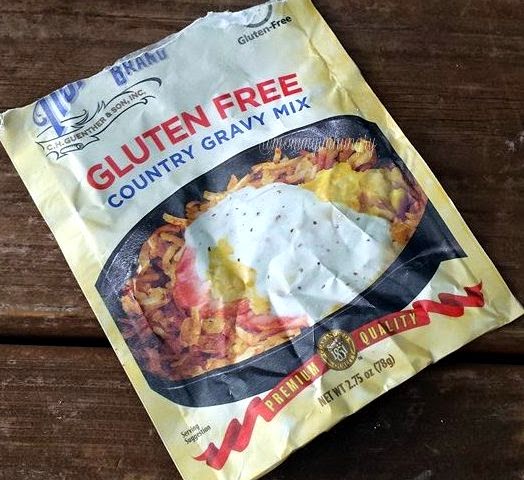 BRAND
C.H. GUENTHER & SON, INC.
Gluten-Free
GLUTEN FREE
COUNTRY GRAVY MIX
PREMIUM QUALITY
1851
NET WT 2.75 oz (78g)
Serving
Suggestion